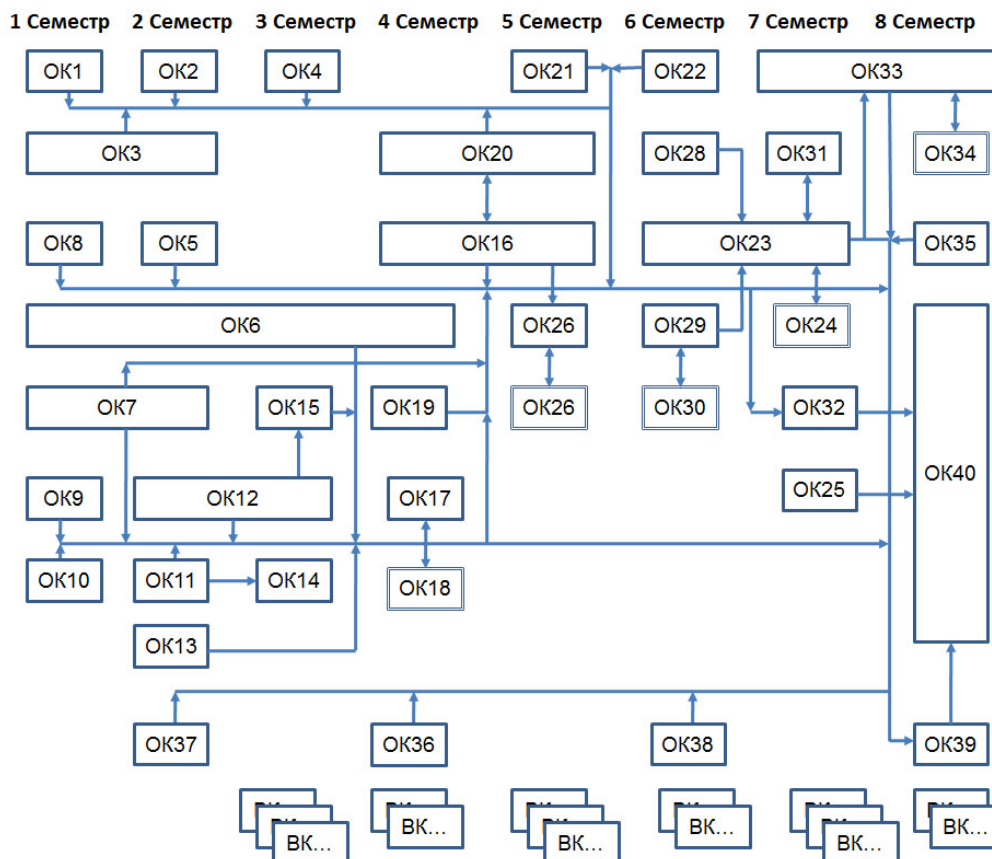 1 Семестр 2 Семестр 3 Семестр 4 Семестр 5 Семестр 6 Семестр 7 Семестр 8 Семестр
ОК1 ОК2 ОК4 ОК21 ОК22 ОК33
ОК3 ОК20 ОК28 ОК31 ОК34
ОК8 ОК5 ОК16 ОК23 ОК35
ОК6 ОК26 ОК29 ОК24
ОК7 ОК15 ОК19 ОК26 ОК30 ОК32
ОК9 ОК12 ОК17 ОК25 ОК40
ОК10 ОК11 ОК14 ОК18
ОК13
ОК37 ОК36 ОК38 ОК39
ВК... ВК... ВК... ВК... ВК... ВК...